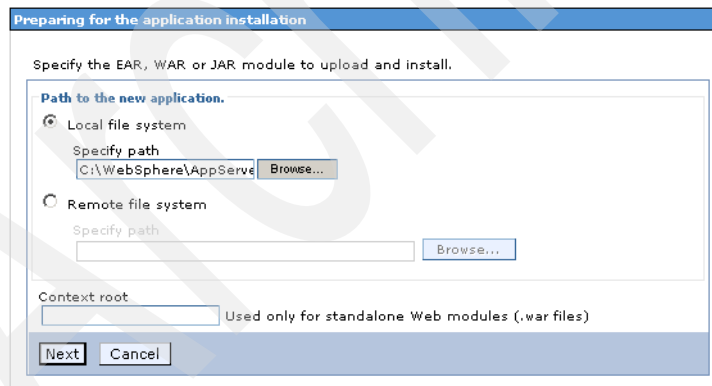 Preparing for the application installation
Specify the EAR, WAR or JAR module to upload and install.
Path to the new application.
Local file system
Specify path
C:\WebSphere\AppServe Browse...
Remote file system
Specify path
Browse...
Context root
Used only for standalone Web modules (.war files)
Next Cancel